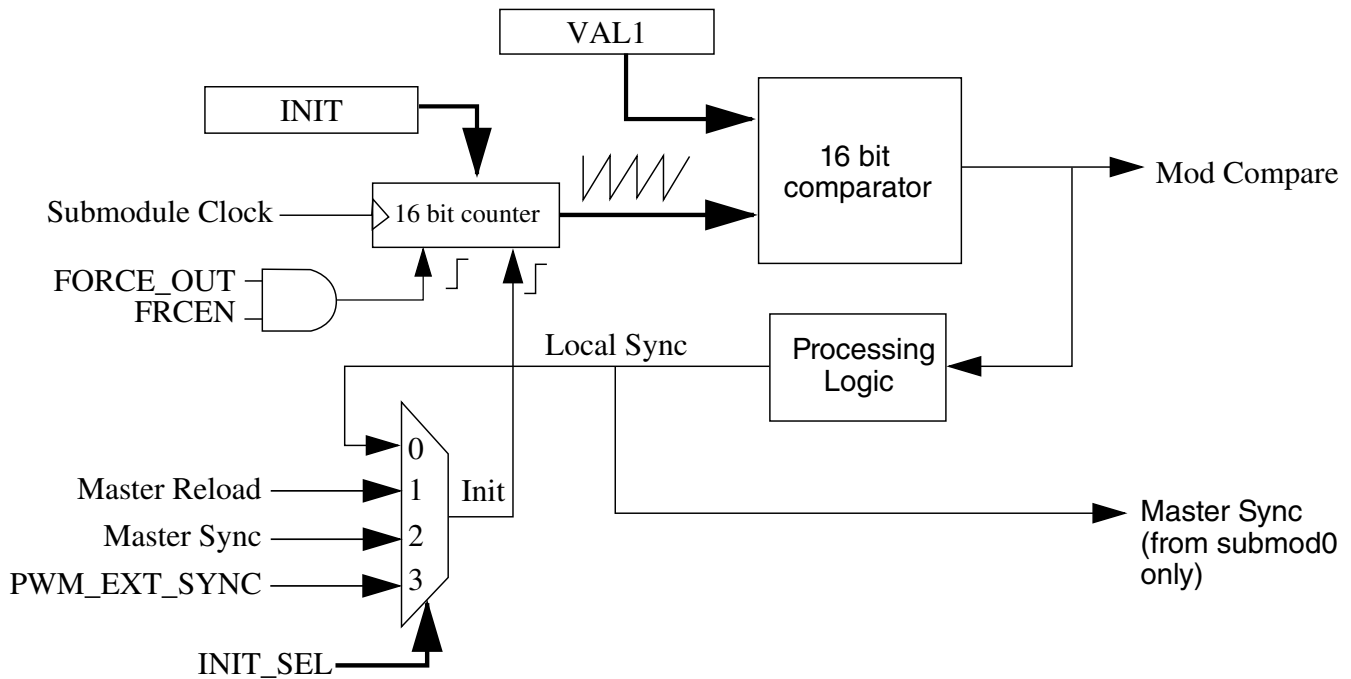 VAL1
INIT
16 bit
comparator
Mod Compare
Submodule Clock
16 bit counter
FORCE_OUT
FRCEN
Local Sync
Processing
Logic
0
Master Reload
1
Init
Master Sync
2
PWM_EXT_SYNC
3
Master Sync
(from submod0
only)
INIT_SEL